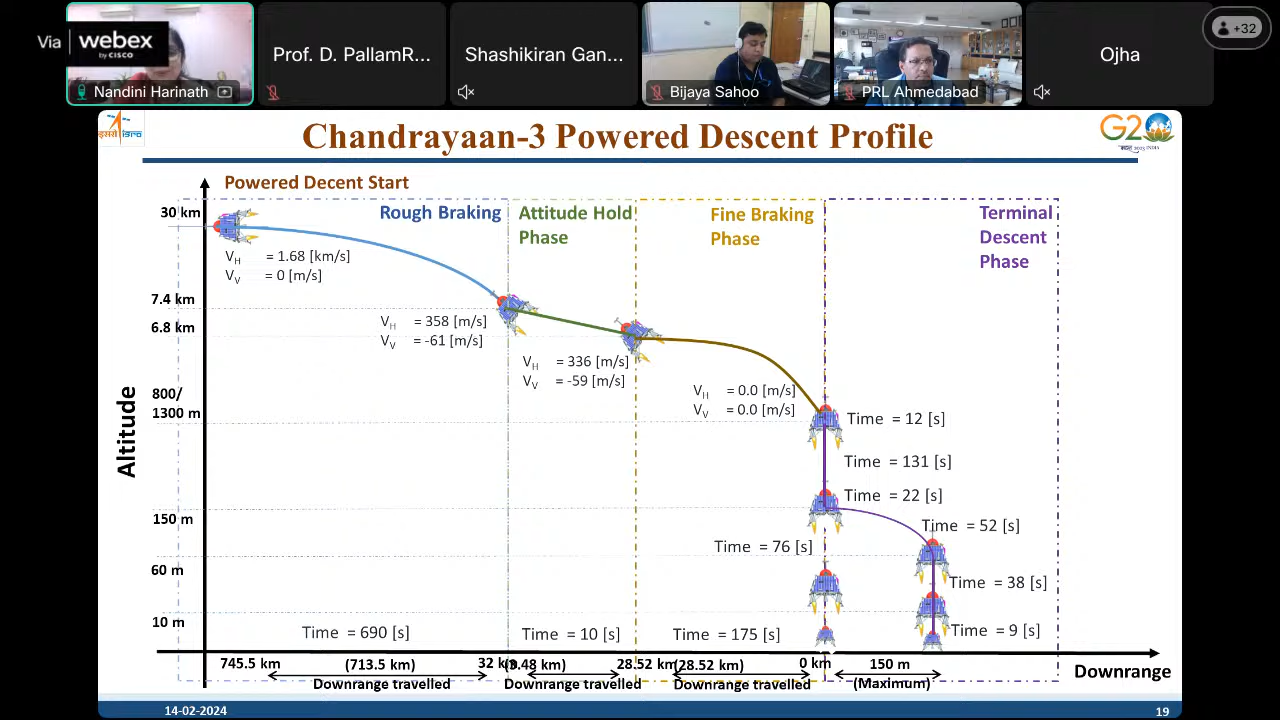 Via webex
by CISCO
Nandini Harinath
Prof. D. PallamR...
Shashikiran Gan...
Bijaya Sahoo
PRL Ahmedabad
Ojha
+32
इसरो isro
Chandrayaan-3 Powered Descent Profile
G20
Powered Decent Start
30 km
Rough Braking
Attitude Hold
Phase
Fine Braking
Phase
Terminal
Descent
Phase
VH = 1.68 [km/s]
VV = 0 [m/s]
7.4 km
6.8 km
VH = 358 [m/s]
VV = -61 [m/s]
VH = 336 [m/s]
VV = -59 [m/s]
VH = 0.0 [m/s]
VV = 0.0 [m/s]
800/
1300 m
Altitude
Time = 12 [s]
Time = 131 [s]
Time = 22 [s]
150 m
Time = 52 [s]
Time = 76 [s]
60 m
Time = 38 [s]
10 m
Time = 9 [s]
Time = 690 [s]
Time = 10 [s]
Time = 175 [s]
745.5 km
(713.5 km)
32 km
28.52 km
(28.52 km)
0 km
150 m
Downrange
Downrange travelled
Downrange travelled
Downrange travelled
(Maximum)
14-02-2024
19